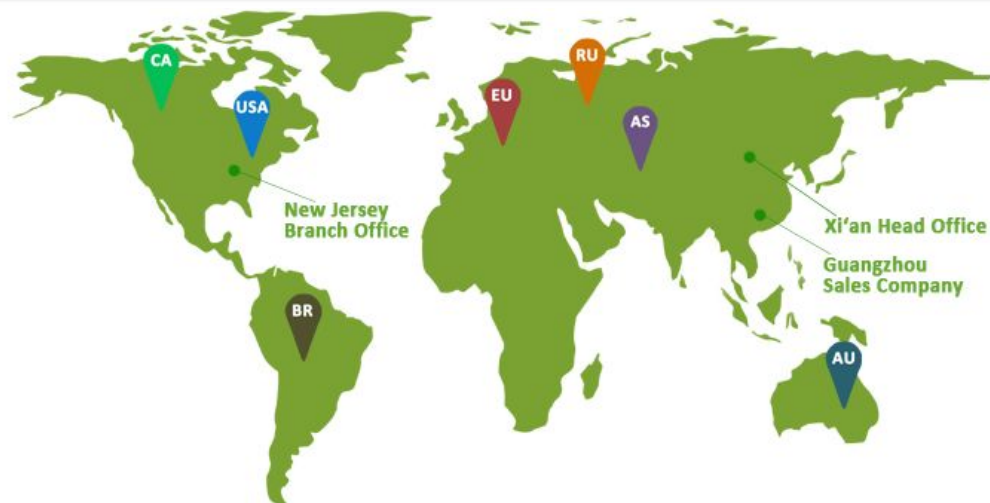 CA
RU
EU
USA
AS
New Jersey
Branch Office
Xi‘an Head Office
Guangzhou
Sales Company
BR
AU